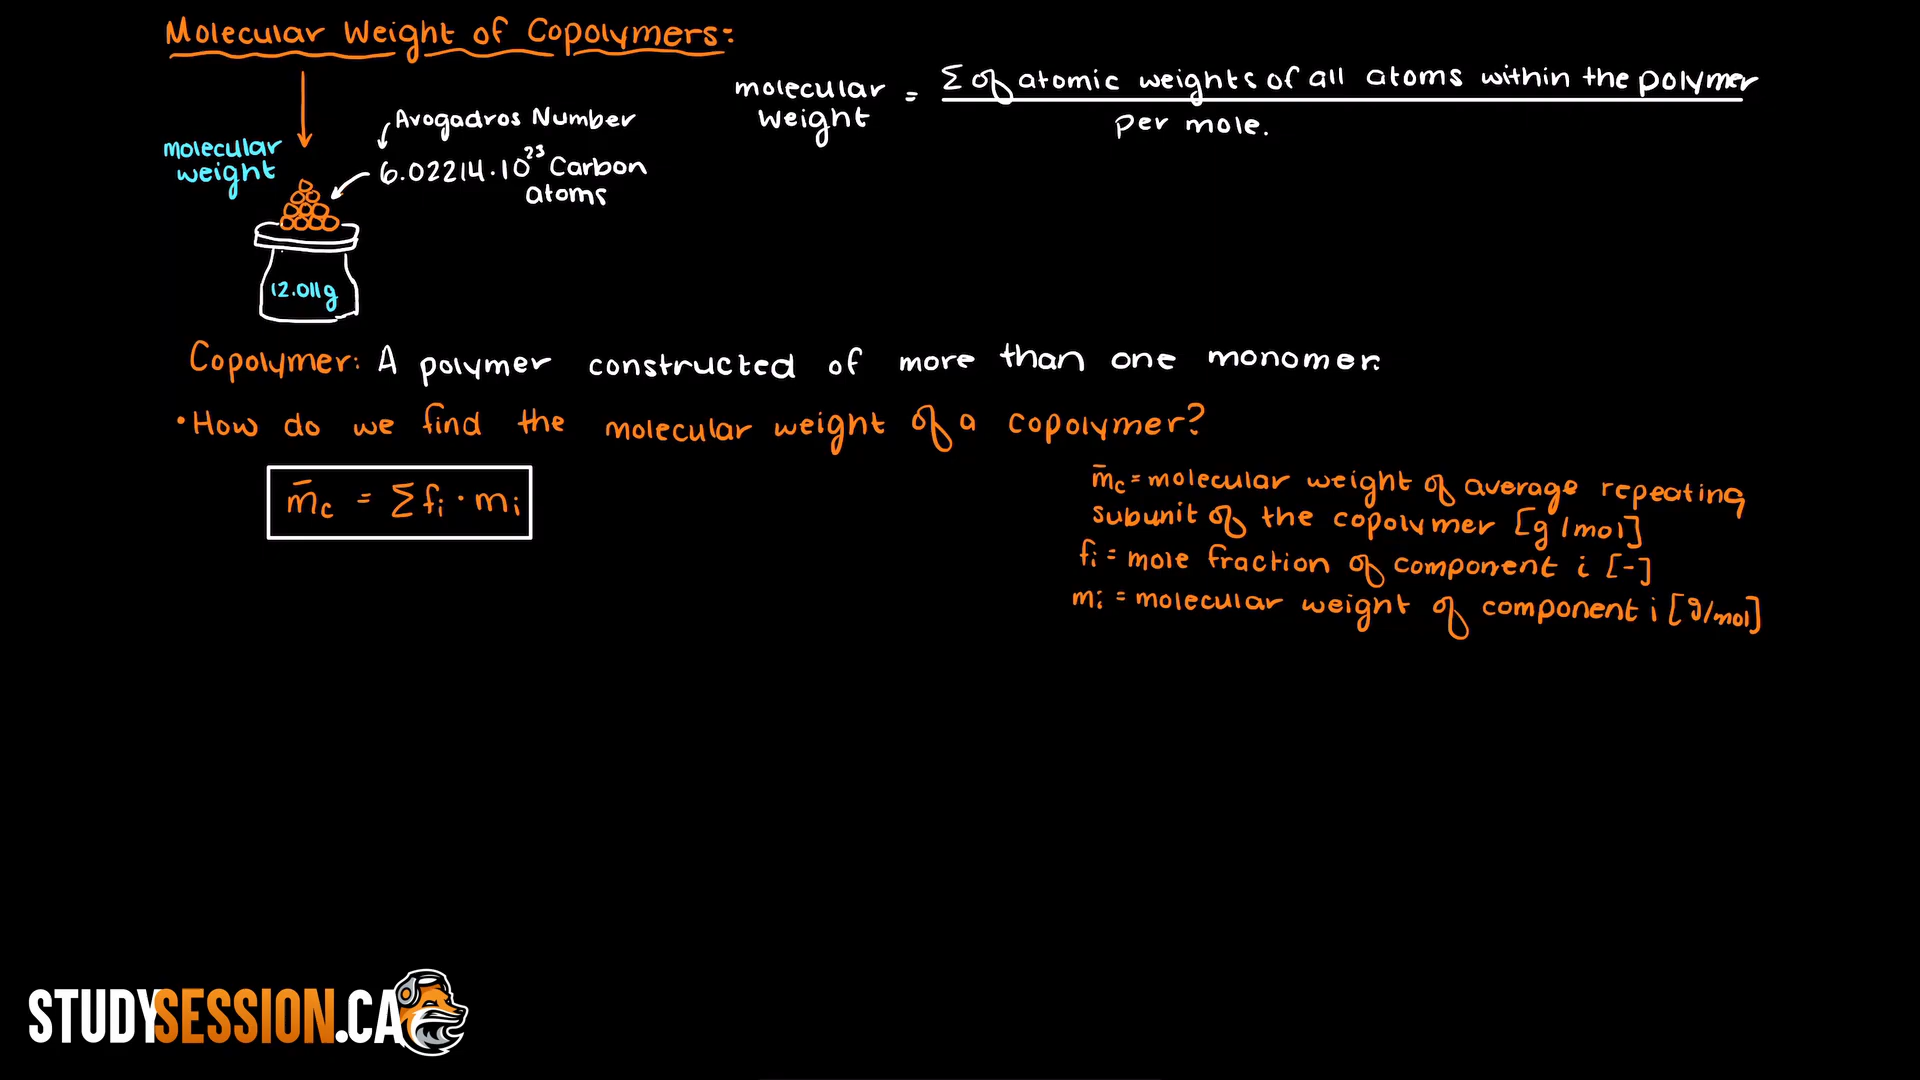 Molecular Weight of Copolymers:
molecular weight = Σ of atomic weights of all atoms within the polymer
per mole.
Avogadros Number
6.02214·10²³ Carbon atoms
molecular weight
12.011g
Copolymer: A polymer constructed of more than one monomer.
•How do we find the molecular weight of a copolymer?
m̄c = Σfi · mi
m̄c = molecular weight of average repeating
subunit of the copolymer [g/mol]
fi = mole fraction of component i [-]
mi = molecular weight of component i [g/mol]
STUDYSESSION.CA